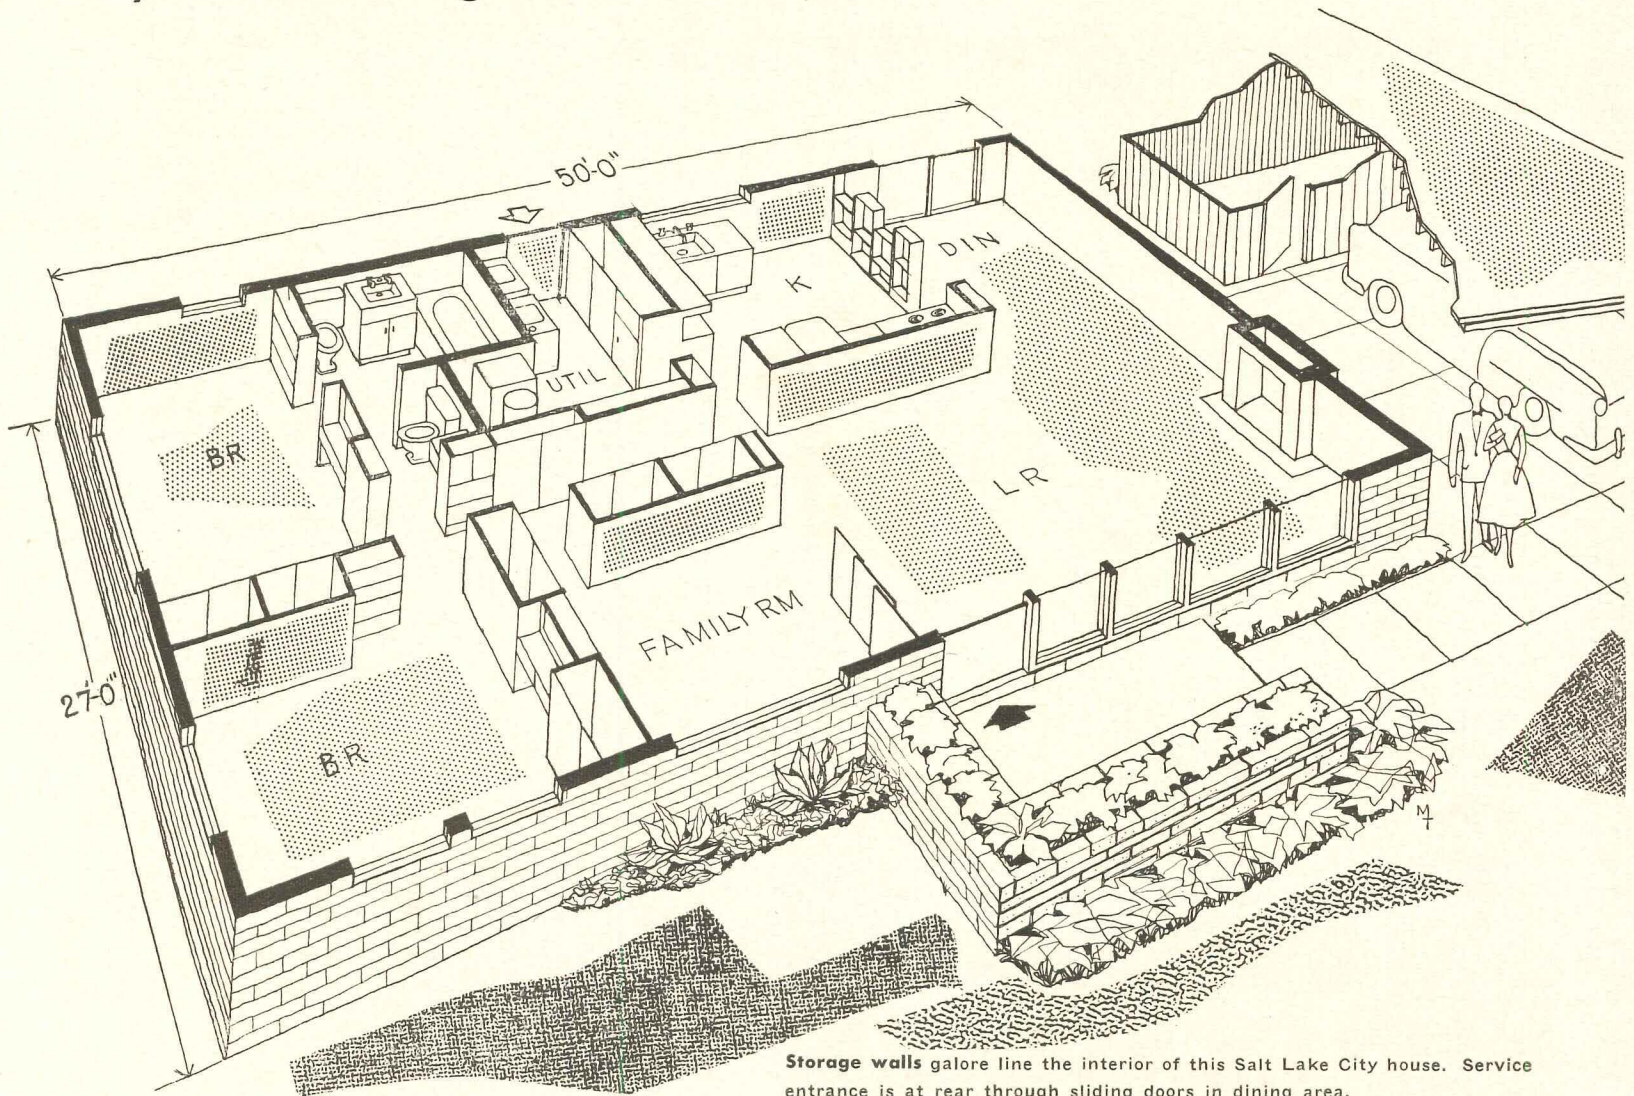 50'-0"
DIN
K
UTIL
BR
LR
FAMILY RM
27'-0"
BR
MT
Storage walls galore line the interior of this Salt Lake City house. Service
entrance is at rear through sliding doors in dining area.